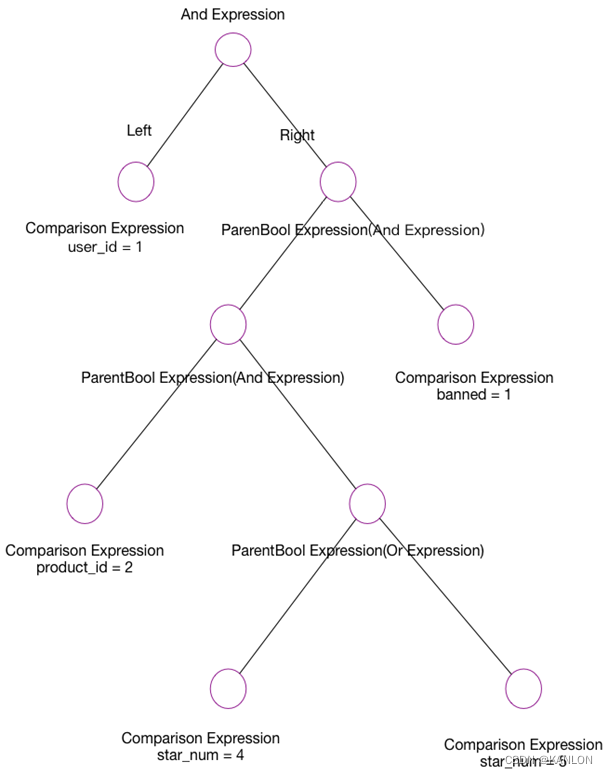 And Expression
Left
Right
Comparison Expression
user_id = 1
ParenBool Expression(And Expression)
ParentBool Expression(And Expression)
Comparison Expression
banned = 1
Comparison Expression
product_id = 2
ParentBool Expression(Or Expression)
Comparison Expression
star_num = 4
Comparison Expression
star_num = 5
CSDN @KANLON